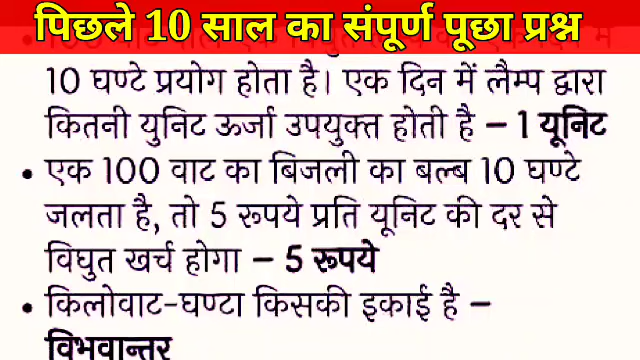 पिछले 10 साल का संपूर्ण पूछा प्रश्न
10 घण्टे प्रयोग होता है। एक दिन में लैम्प द्वारा
कितनी युनिट ऊर्जा उपयुक्त होती है – 1 यूनिट
• एक 100 वाट का बिजली का बल्ब 10 घण्टे
जलता है, तो 5 रूपये प्रति यूनिट की दर से
विघुत खर्च होगा – 5 रूपये
• किलोवाट-घण्टा किसकी इकाई है –
विभवान्तर